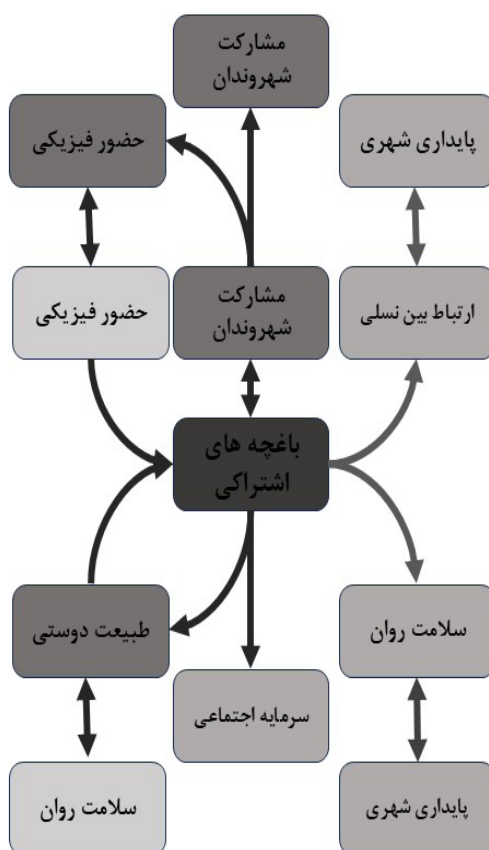 مشارکت
شهروندان
حضور فیزیکی
پایداری شهری
حضور فیزیکی
مشارکت
شهروندان
ارتباط بین نسلی
باغچه های
اشتراکی
طبیعت دوستی
سلامت روان
سرمایه اجتماعی
سلامت روان
پایداری شهری